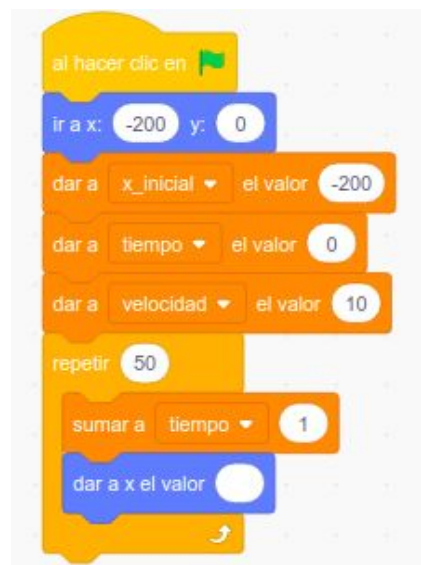 al hacer clic en
ir a x: -200 y: 0
dar a x_inicial el valor -200
dar a tiempo el valor 0
dar a velocidad el valor 10
repetir 50
sumar a tiempo 1
dar a x el valor